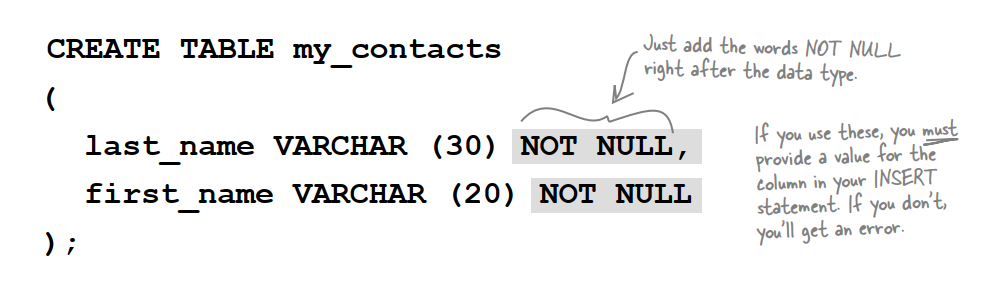 CREATE TABLE my_contacts
(
last_name VARCHAR (30) NOT NULL,
first_name VARCHAR (20) NOT NULL
);
Just add the words NOT NULL
right after the data type.
If you use these, you must
provide a value for the
column in your INSERT
statement. If you don't,
you'll get an error.